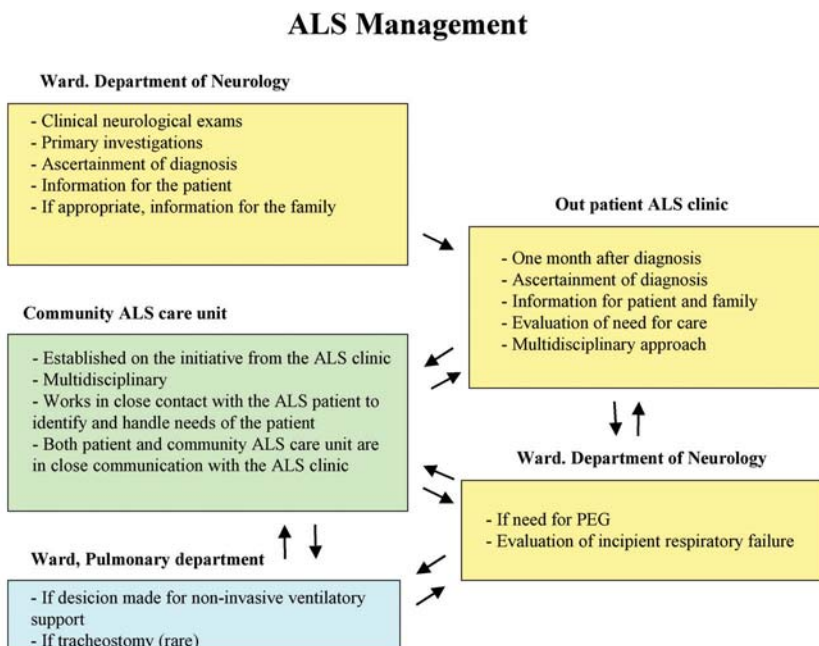 ALS Management
Ward. Department of Neurology
- Clinical neurological exams
- Primary investigations
- Ascertainment of diagnosis
- Information for the patient
- If appropriate, information for the family
Out patient ALS clinic
- One month after diagnosis
- Ascertainment of diagnosis
- Information for patient and family
- Evaluation of need for care
- Multidisciplinary approach
Community ALS care unit
- Established on the initiative from the ALS clinic
- Multidisciplinary
- Works in close contact with the ALS patient to
identify and handle needs of the patient
- Both patient and community ALS care unit are
in close communication with the ALS clinic
Ward. Department of Neurology
- If need for PEG
- Evaluation of incipient respiratory failure
Ward, Pulmonary department
- If desicion made for non-invasive ventilatory
support
- If tracheostomy (rare)